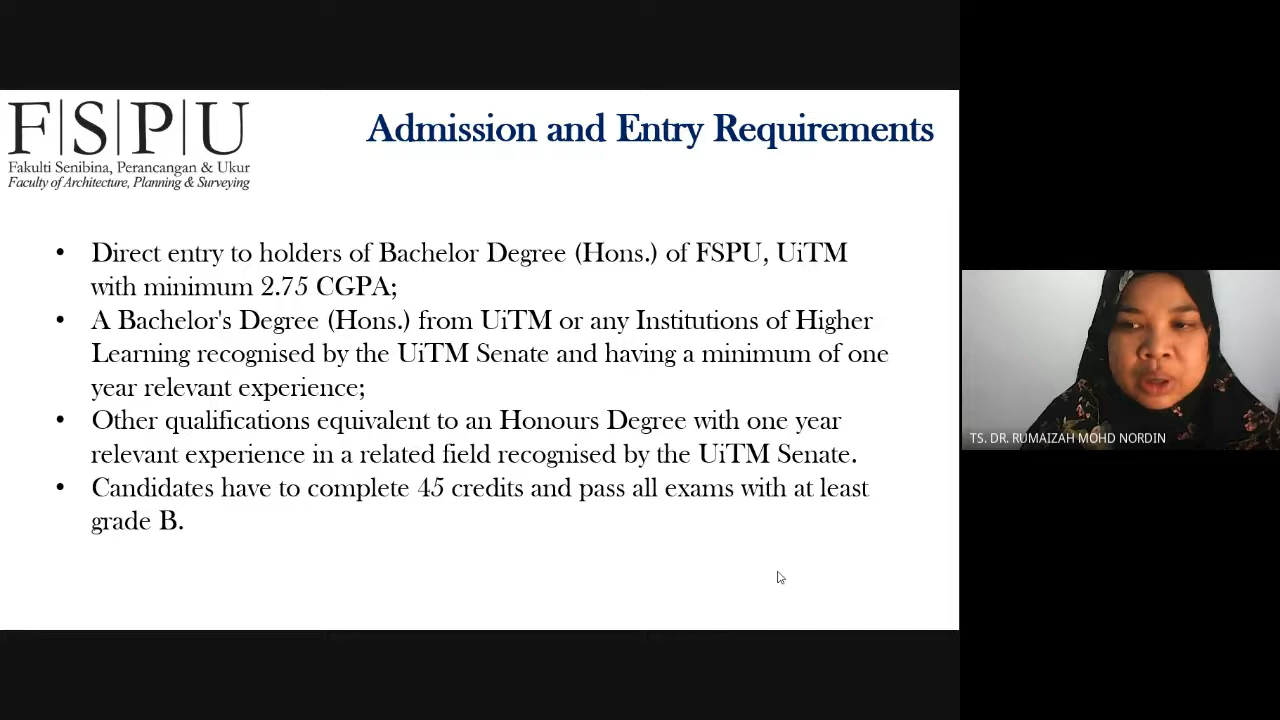 F|S|P|U
Fakulti Senibina, Perancangan & Ukur
Faculty of Architecture, Planning & Surveying
Admission and Entry Requirements
• Direct entry to holders of Bachelor Degree (Hons.) of FSPU, UiTM
with minimum 2.75 CGPA;
• A Bachelor's Degree (Hons.) from UiTM or any Institutions of Higher
Learning recognised by the UiTM Senate and having a minimum of one
year relevant experience;
• Other qualifications equivalent to an Honours Degree with one year
relevant experience in a related field recognised by the UiTM Senate.
• Candidates have to complete 45 credits and pass all exams with at least
grade B.
TS. DR. RUMAIZAH MOHD NORDIN